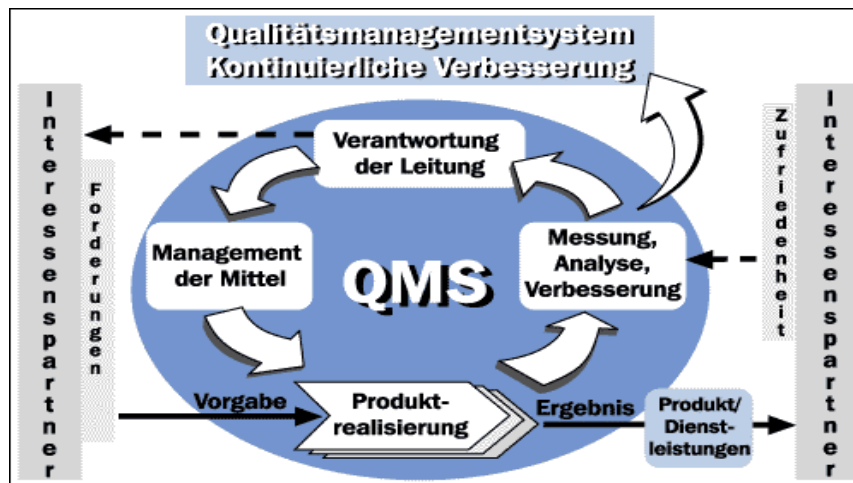 Qualitätsmanagementsystem
Kontinuierliche Verbesserung
Interessenspartner
Forderungen
Verantwortung
der Leitung
Management
der Mittel
QMS
Messung,
Analyse,
Verbesserung
Zufriedenheit
Interessenspartner
Vorgabe
Produkt-
realisierung
Ergebnis
Produkt/
Dienst-
leistungen